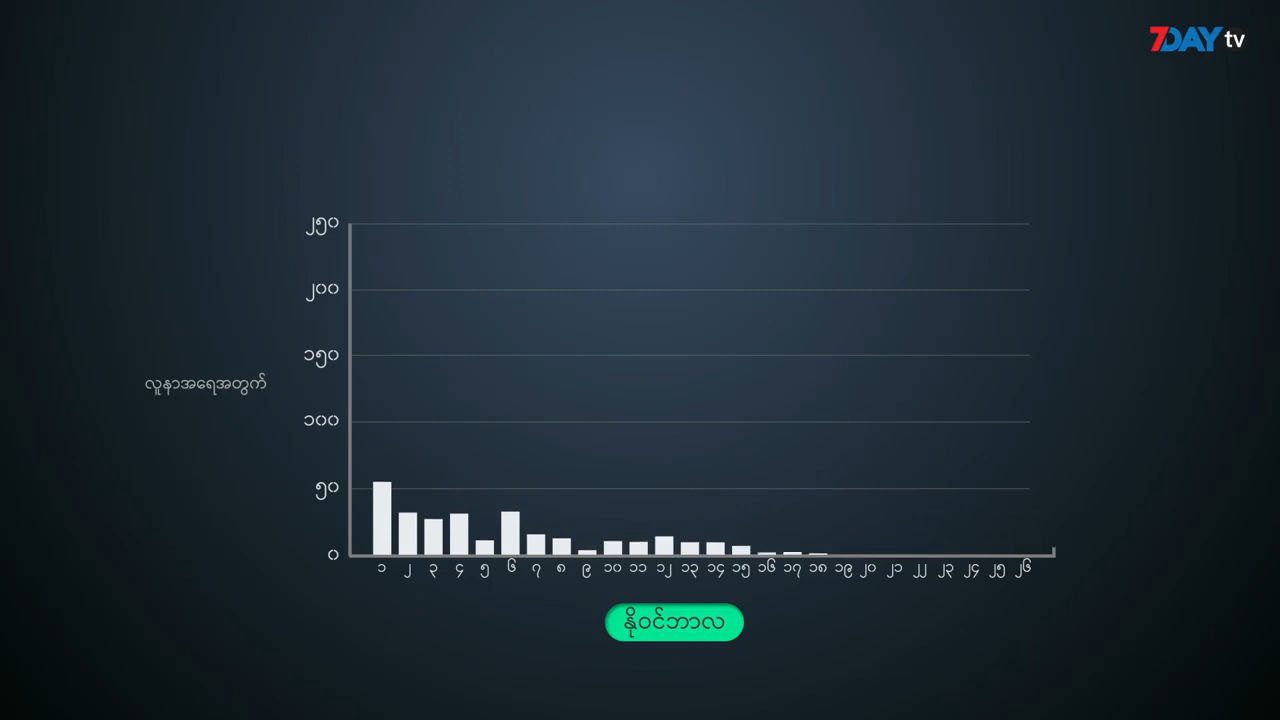 7DAY tv
၂၅၀
၂၀၀
၁၅၀
လူနာအရေအတွက်
၁၀၀
၅၀
၀
၁ ၂ ၃ ၄ ၅ ၆ ၇ ၈ ၉ ၁၀ ၁၁ ၁၂ ၁၃ ၁၄ ၁၅ ၁၆ ၁၇ ၁၈ ၁၉ ၂၀ ၂၁ ၂၂ ၂၃ ၂၄ ၂၅ ၂၆
နိုဝင်ဘာလ